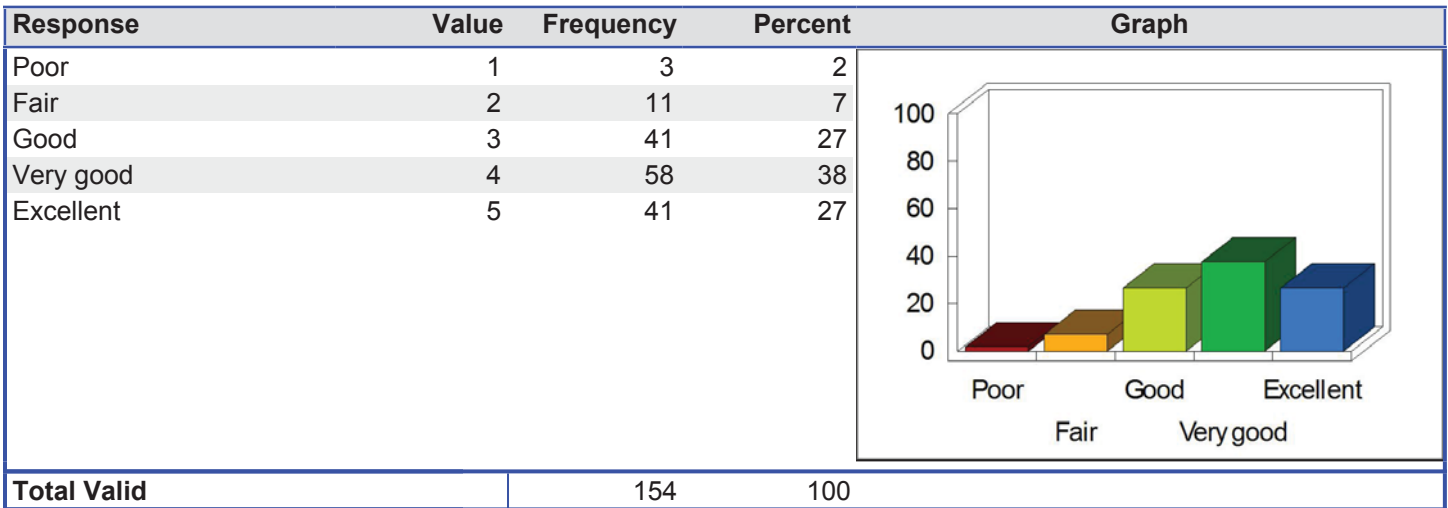 Response Value Frequency Percent Graph
Poor 1 3 2
Fair 2 11 7
Good 3 41 27
Very good 4 58 38
Excellent 5 41 27
100
80
60
40
20
0
Poor Good Excellent
Fair Very good
Total Valid 154 100